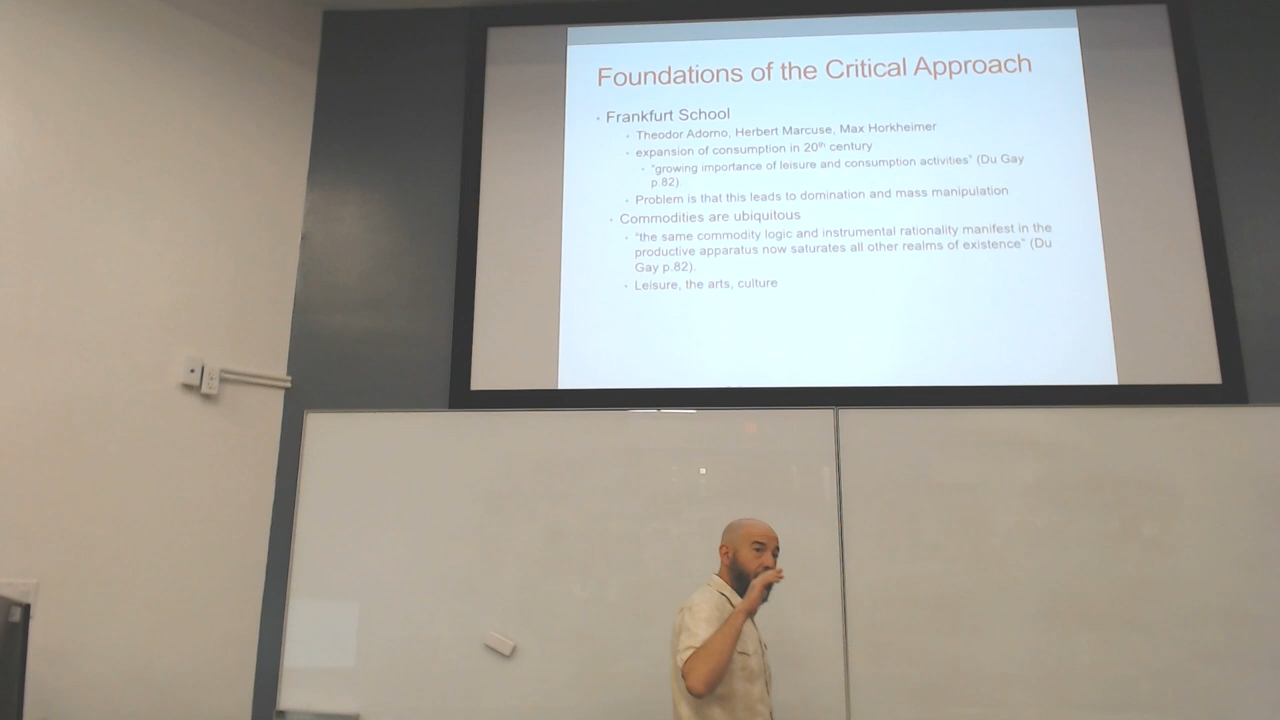 Foundations of the Critical Approach
• Frankfurt School
• Theodor Adorno, Herbert Marcuse, Max Horkheimer
• expansion of consumption in 20th century
• "growing importance of leisure and consumption activities" (Du Gay
p.82).
• Problem is that this leads to domination and mass manipulation
• Commodities are ubiquitous
• "the same commodity logic and instrumental rationality manifest in the
productive apparatus now saturates all other realms of existence" (Du
Gay p.82).
• Leisure, the arts, culture